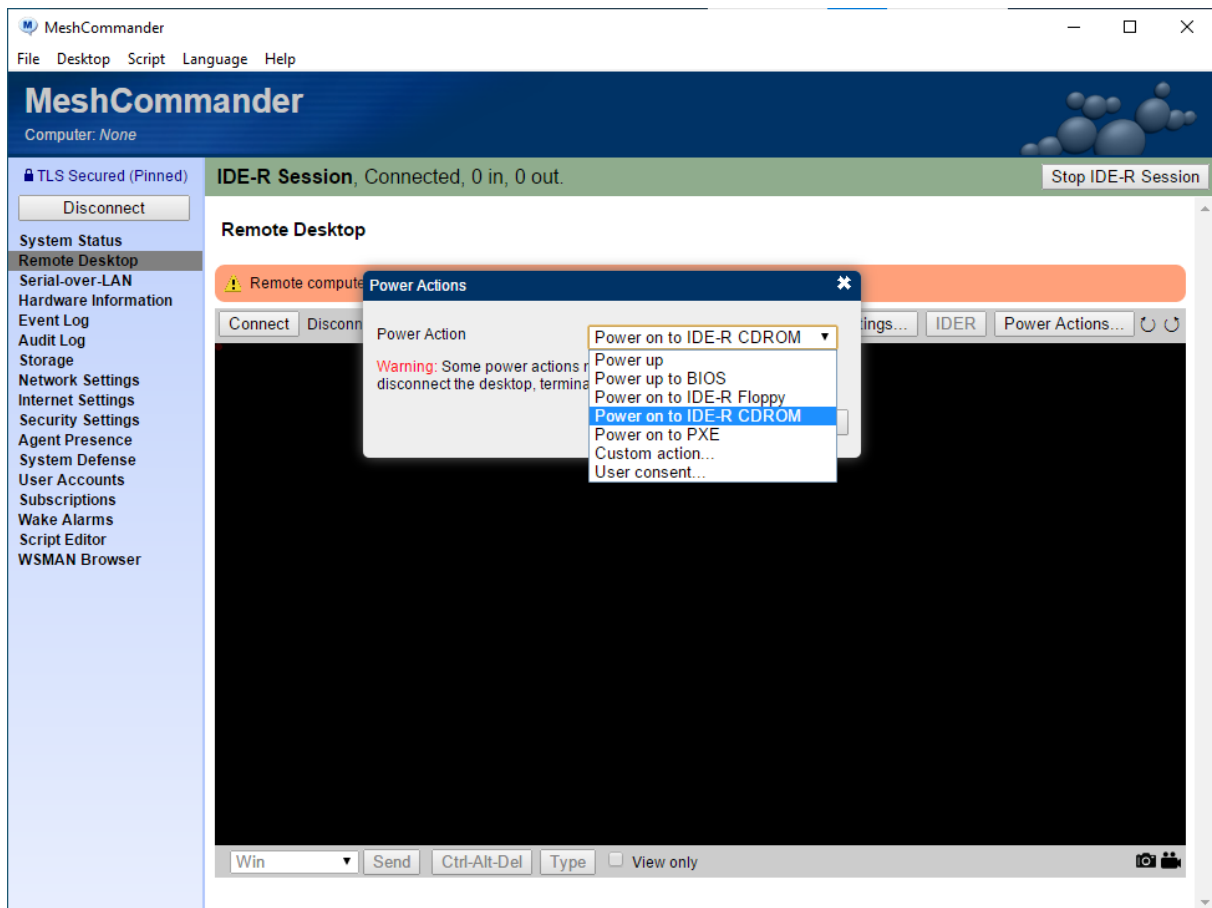 MeshCommander
File Desktop Script Language Help
MeshCommander
Computer: None
TLS Secured (Pinned)
Disconnect
System Status
Remote Desktop
Serial-over-LAN
Hardware Information
Event Log
Audit Log
Storage
Network Settings
Internet Settings
Security Settings
Agent Presence
System Defense
User Accounts
Subscriptions
Wake Alarms
Script Editor
WSMAN Browser
IDE-R Session, Connected, 0 in, 0 out.
Stop IDE-R Session
Remote Desktop
Remote compute
Connect Disconn
tings... IDER Power Actions...
Power Actions
Power Action
Power on to IDE-R CDROM
Warning: Some power actions
disconnect the desktop, termina
Power up
Power up to BIOS
Power on to IDE-R Floppy
Power on to IDE-R CDROM
Power on to PXE
Custom action...
User consent...
Win Send Ctrl-Alt-Del Type View only